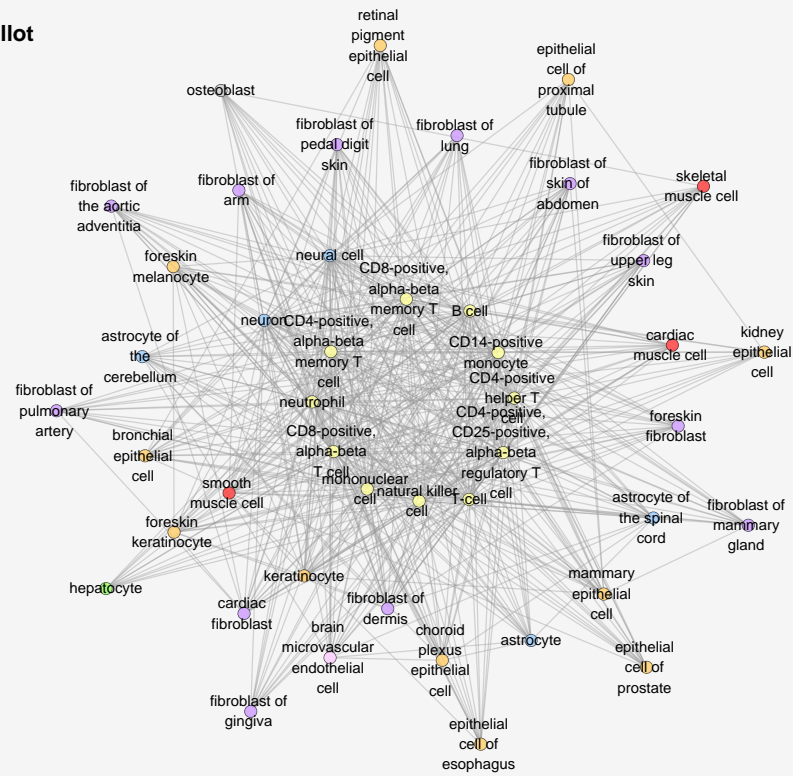 llot
retinal
pigment
epithelial
cell
epithelial
cell of
proximal
tubule
osteoblast
fibroblast of
pedal digit
skin
fibroblast of
lung
fibroblast of
skin of
abdomen
skeletal
muscle cell
fibroblast of
the aortic
adventitia
fibroblast of
arm
foreskin
melanocyte
neural cell
CD8-positive,
alpha-beta
memory T
cell
B cell
fibroblast of
upper leg
skin
neuron
CD4-positive,
alpha-beta
memory T
cell
CD14-positive
monocyte
cardiac
muscle cell
kidney
epithelial
cell
astrocyte of
the
cerebellum
CD4-positive
helper T
cell
neutrophil
CD4-positive,
CD25-positive,
alpha-beta
regulatory T
cell
fibroblast of
pulmonary
artery
foreskin
fibroblast
bronchial
epithelial
cell
CD8-positive,
alpha-beta
T cell
smooth
muscle cell
mononuclear
cell
natural killer
cell
T-cell
astrocyte of
the spinal
cord
fibroblast of
mammary
gland
foreskin
keratinocyte
hepatocyte
keratinocyte
mammary
epithelial
cell
cardiac
fibroblast
fibroblast of
dermis
brain
microvascular
endothelial
cell
choroid
plexus
epithelial
cell
astrocyte
epithelial
cell of
prostate
fibroblast of
gingiva
epithelial
cell of
esophagus